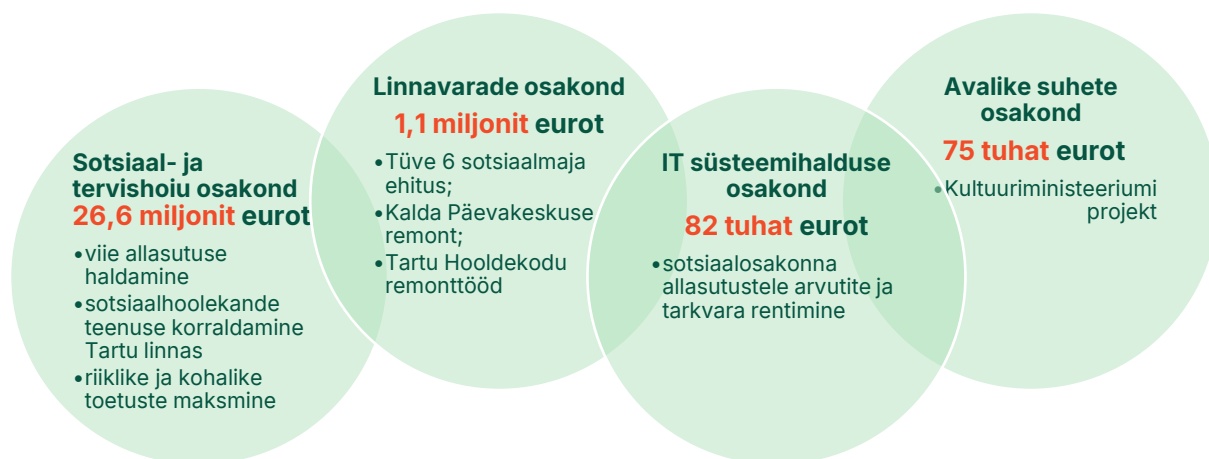 Sotsiaal- ja
tervishoiu osakond
26,6 miljonit eurot
•viie allasutuse
haldamine
•sotsiaalhoolekande
teenuse korraldamine
Tartu linnas
•riiklike ja kohalike
toetuste maksmine
Linnavarade osakond
1,1 miljonit eurot
•Tüve 6 sotsiaalmaja
ehitus;
•Kalda Päevakeskuse
remont;
•Tartu Hooldekodu
remonttööd
IT süsteemihalduse
osakond
82 tuhat eurot
•sotsiaalosakonna
allasutustele arvutite ja
tarkvara rentimine
Avalike suhete
osakond
75 tuhat eurot
•Kultuuriministeeriumi
projekt